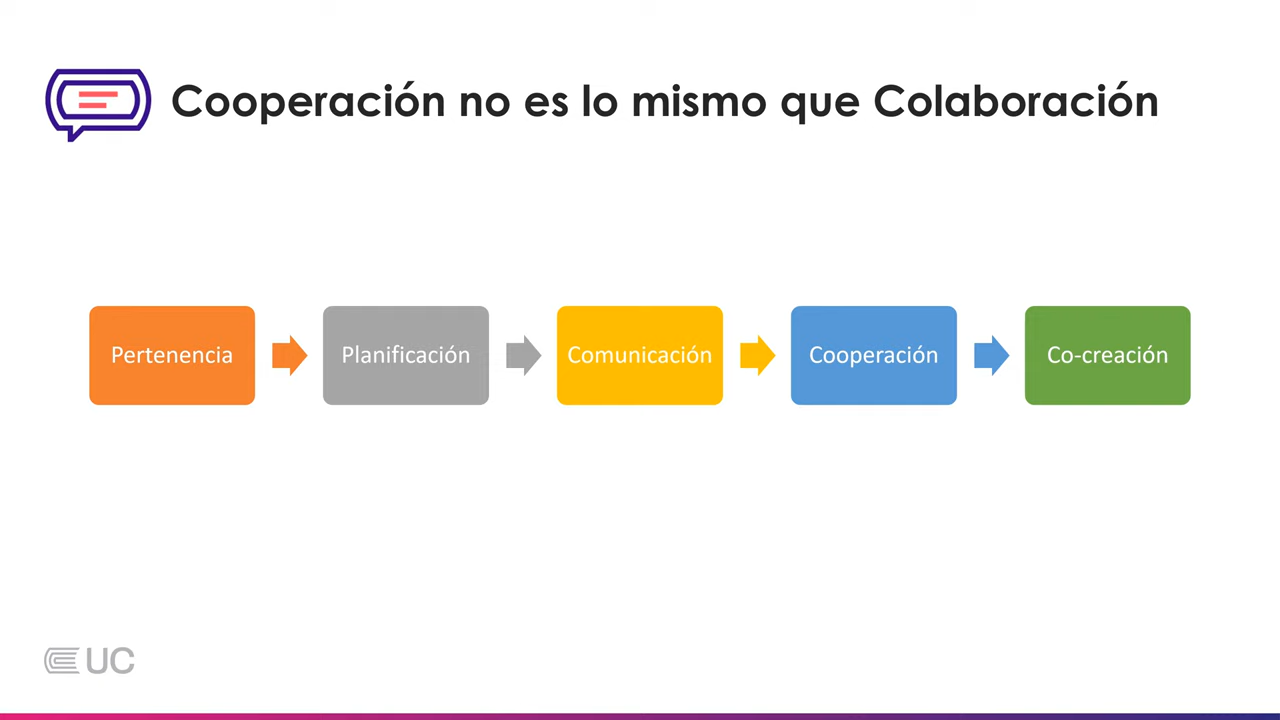 Cooperación no es lo mismo que Colaboración
Pertenencia
Planificación
Comunicación
Cooperación
Co-creación
UC